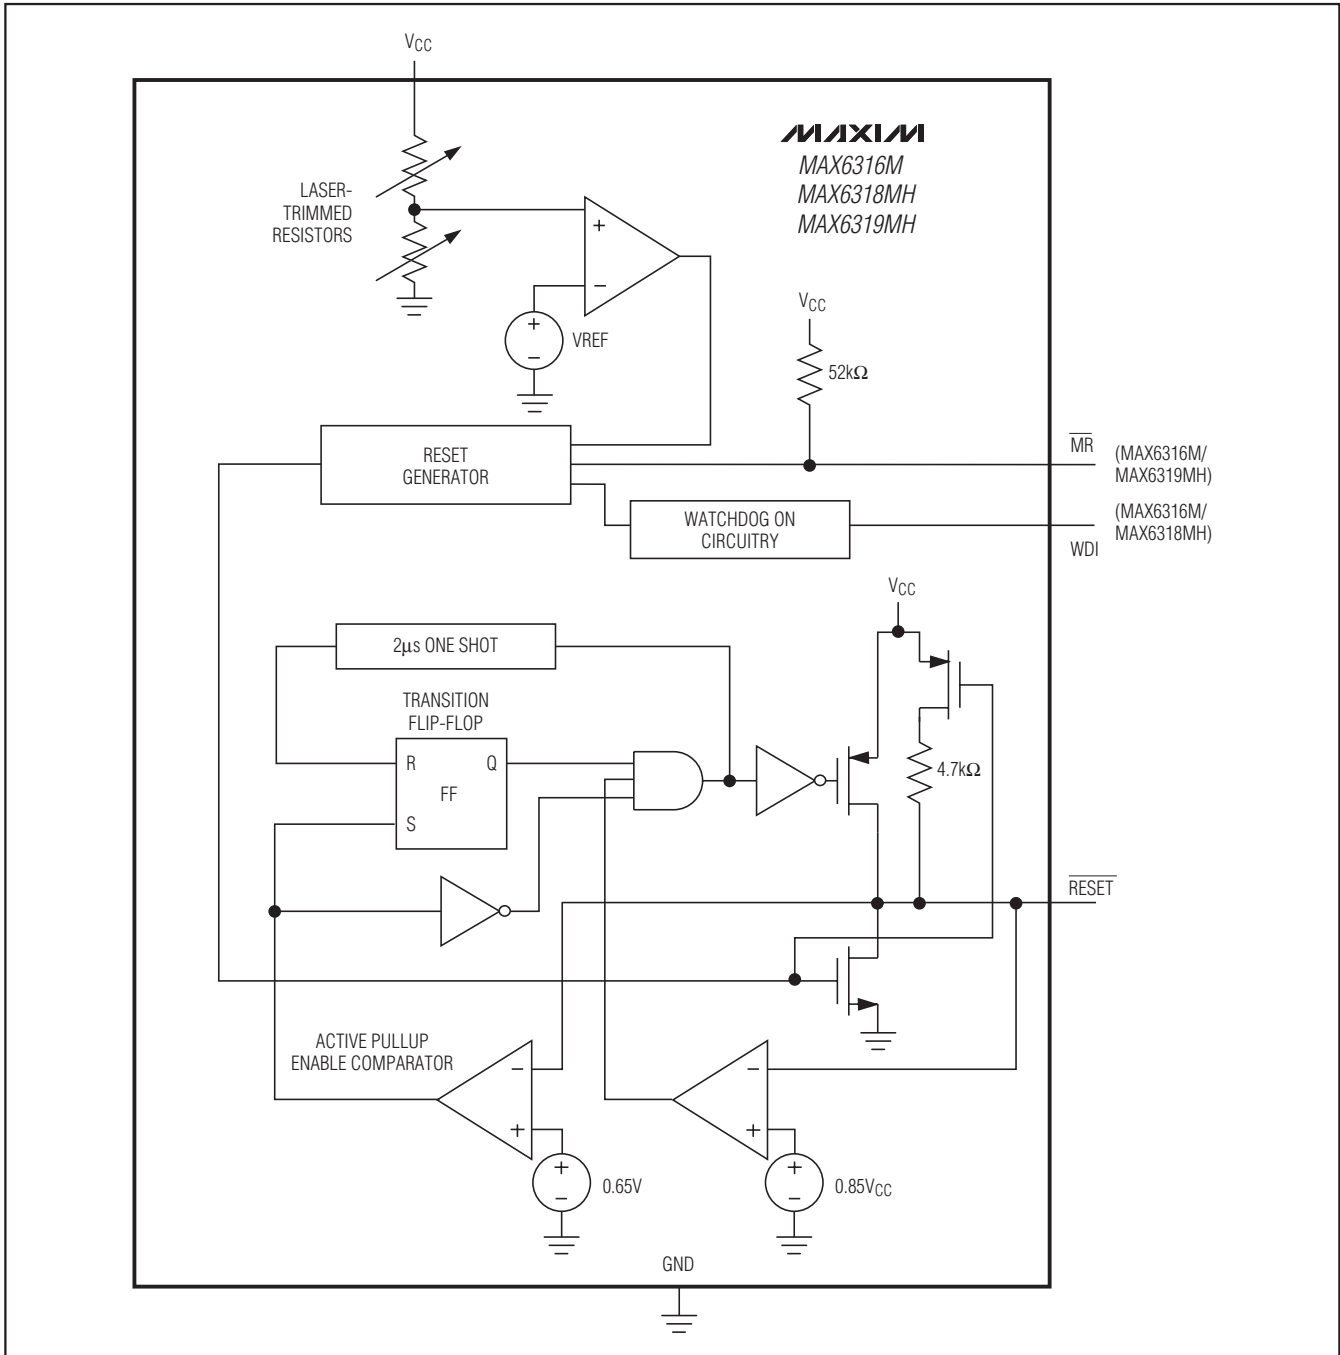 VCC
MAXIM
MAX6316M
MAX6318MH
MAX6319MH
LASER-
TRIMMED
RESISTORS
+
−
+
−
VREF
VCC
52kΩ
RESET
GENERATOR
MR
(MAX6316M/
MAX6319MH)
WATCHDOG ON
CIRCUITRY
(MAX6316M/
MAX6318MH)
WDI
VCC
2μs ONE SHOT
TRANSITION
FLIP-FLOP
R
Q
FF
S
4.7kΩ
RESET
ACTIVE PULLUP
ENABLE COMPARATOR
−
+
−
+
+
−
0.65V
+
−
0.85VCC
GND